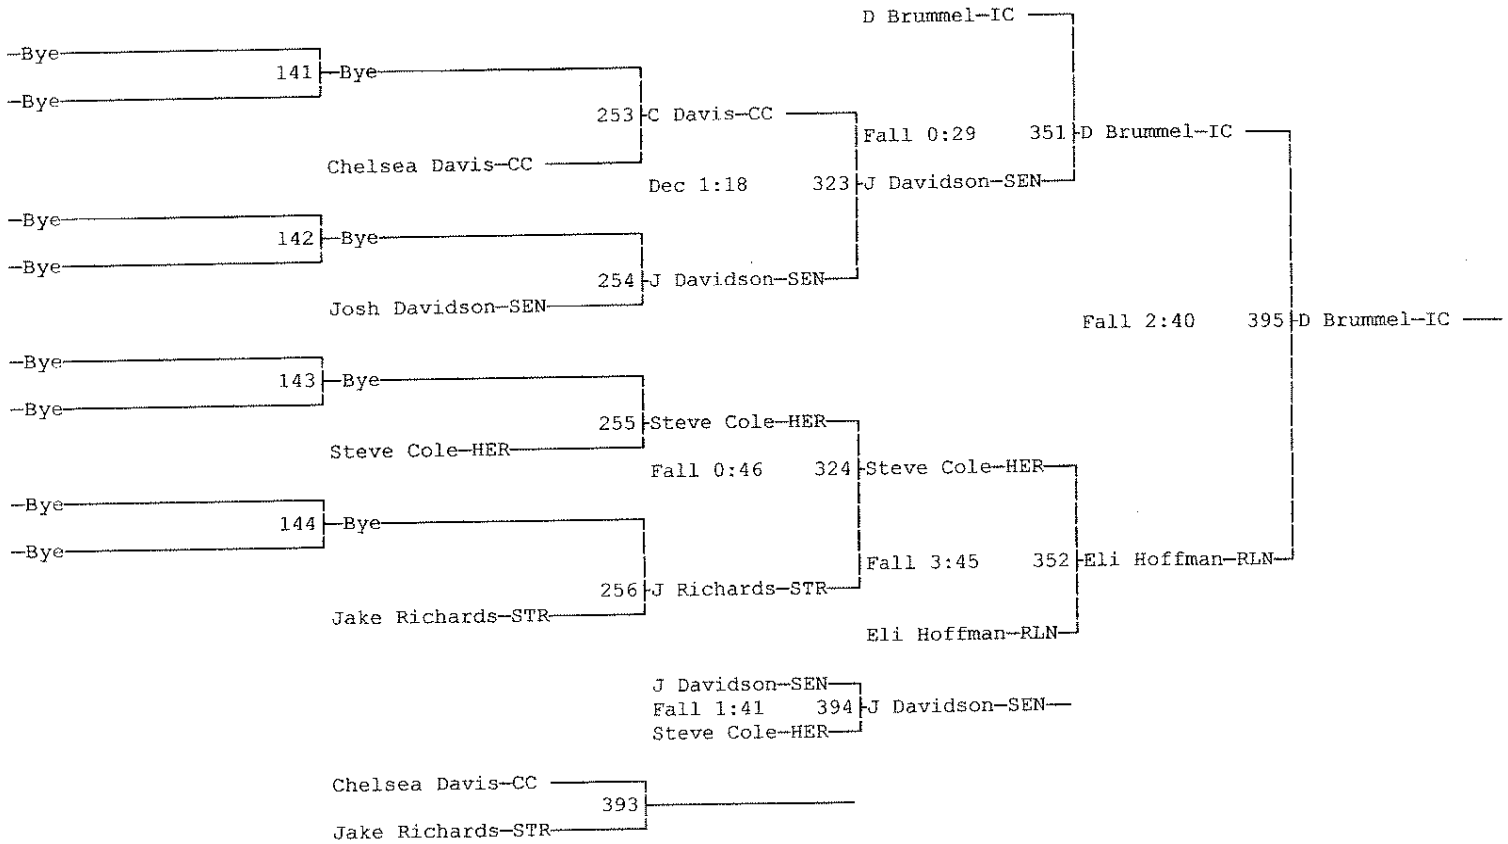 D Brummel-IC
-Bye
141 -Bye
-Bye
253 C Davis-CC
Fall 0:29 351 D Brummel-IC
Chelsea Davis-CC
Dec 1:18 323 J Davidson-SEN
-Bye
142 -Bye
-Bye
254 J Davidson-SEN
Josh Davidson-SEN
Fall 2:40 395 D Brummel-IC
-Bye
143 -Bye
-Bye
255 Steve Cole-HER
Steve Cole-HER
Fall 0:46 324 Steve Cole-HER
-Bye
144 -Bye
-Bye
Fall 3:45 352 Eli Hoffman-RLN
256 J Richards-STR
Jake Richards-STR
Eli Hoffman-RLN
J Davidson-SEN
Fall 1:41 394 J Davidson-SEN
Steve Cole-HER
Chelsea Davis-CC
393
Jake Richards-STR